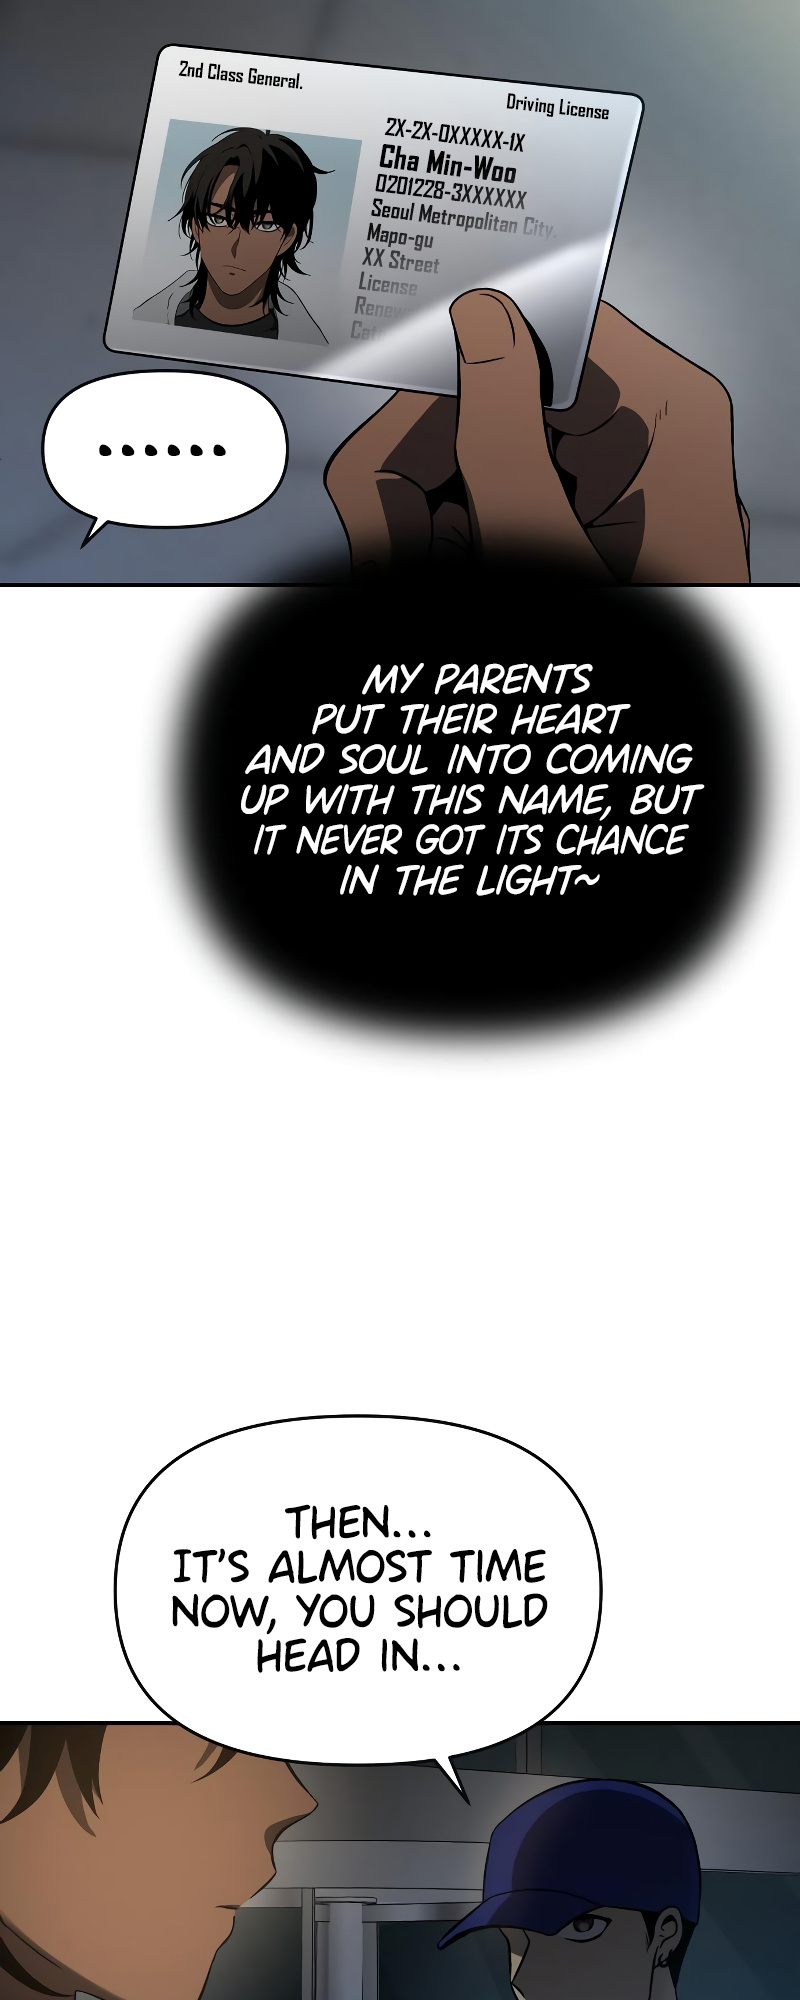 2nd Class General.
Driving License
2X-2X-0XXXXX-1X
Cha Min-Woo
0201228-3XXXXXX
Seoul Metropolitan City.
Mapo-gu
XX Street
License
......
MY PARENTS
PUT THEIR HEART
AND SOUL INTO COMING
UP WITH THIS NAME, BUT
IT NEVER GOT ITS CHANCE
IN THE LIGHT~
THEN...
IT'S ALMOST TIME
NOW, YOU SHOULD
HEAD IN...